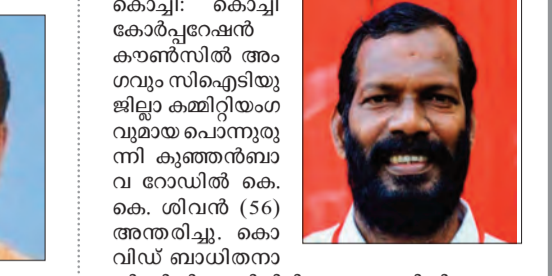 കൊച്ചി: കൊച്ചി
കോർപ്പറേഷൻ
കൗൺസിൽ അം
ഗവും സിഐടിയു
ജില്ലാ കമ്മിറ്റിയംഗ
വുമായ പൊന്നുരു
ന്നി കുഞ്ഞൻബാ
വ റോഡിൽ കെ.
കെ. ശിവൻ (56)
അന്തരിച്ചു. കൊ
വിഡ് ബാധിതനാ